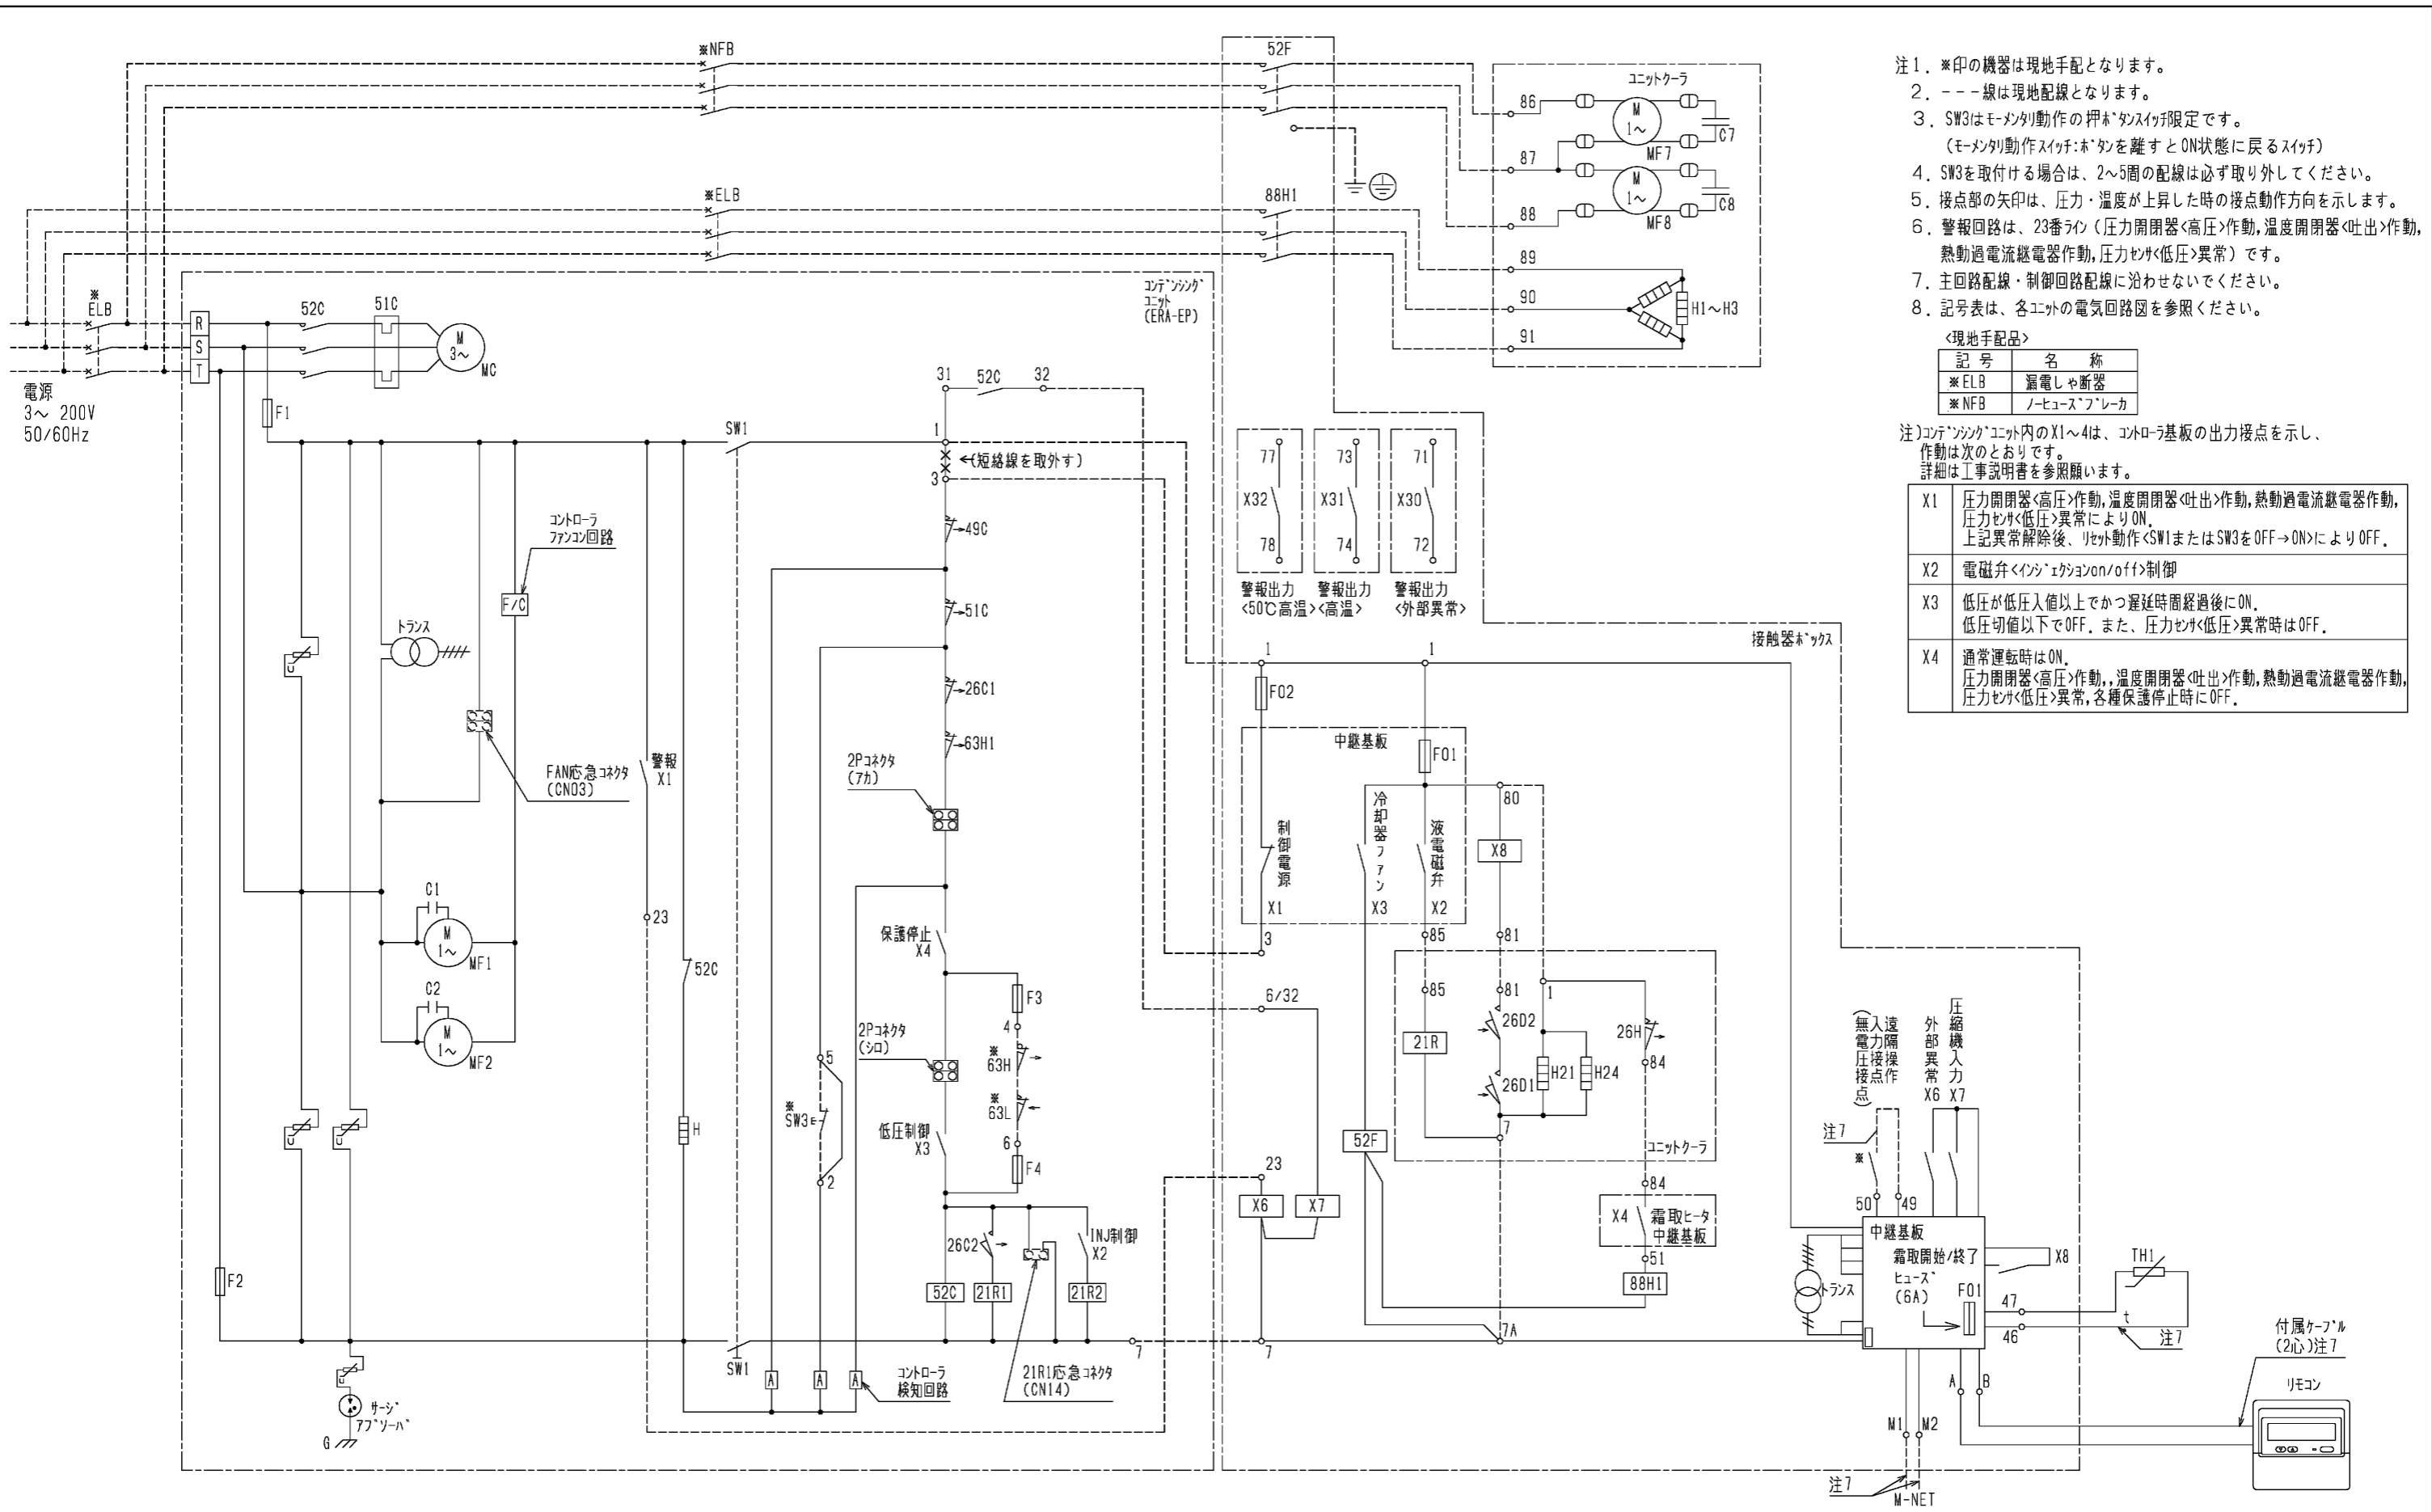 ※NFB
52F
ユニットクーラ
86
M
1～
C7
MF7
87
M
1～
C8
MF8
88
※ELB
88H1
89
90
H1～H3
91
※
ELB
R
S
T
52C
51C
M
3～
MC
電源
3～ 200V
50/60Hz
コンデンシング
ユニット
(ERA-EP)
F1
SW1
31
52C
32
1
←(短絡線を取外す)
3
49C
51C
26C1
63H1
コントローラ
ファンコン回路
F/C
トランス
FAN応急コネクタ
(CN03)
警報
X1
23
52C
H
2Pコネクタ
(アカ)
保護停止
X4
F3
4
※
63H
※
63L
6
F4
2Pコネクタ
(シロ)
低圧制御
X3
5
※
SW3
2
C1
M
1～
MF1
C2
M
1～
MF2
F2
26C2
INJ制御
X2
52C
21R1
21R2
7
7
SW1
A
A
A
コントローラ
検知回路
21R1応急コネクタ
(CN14)
サージ
アブソーバ
G
77
X32
78
73
X31
74
71
X30
72
警報出力
<50℃高温>
警報出力
<高温>
警報出力
<外部異常>
接触器ボックス
1
1
F02
中継基板
F01
制御電源
X1
冷却器ファン
X3
液電磁弁
X2
80
X8
3
85
81
6/32
85
81
1
21R
26D2
26D1
H21
H24
26H
84
7
ユニットクーラ
52F
23
X6
X7
84
X4
霜取ヒータ
中継基板
51
88H1
7A
遠隔操作
入力接点
(無電圧接点)
外部異常
X6
圧縮機入力
X7
注7
※
50
49
中継基板
霜取開始/終了
ヒューズ
(6A)
F01
トランス
X8
TH1
47
t
46
注7
A
B
M1
M2
注7
M-NET
付属ケーブル
(2心)注7
リモコン
注1. ※印の機器は現地手配となります。
2. ---線は現地配線となります。
3. SW3はモーメンタリ動作の押ボタンスイッチ限定です。
(モーメンタリ動作スイッチ:ボタンを離すとON状態に戻るスイッチ)
4. SW3を取付ける場合は、2～5間の配線は必ず取り外してください。
5. 接点部の矢印は、圧力・温度が上昇した時の接点動作方向を示します。
6. 警報回路は、23番ライン(圧力開閉器<高圧>作動,温度開閉器<吐出>作動,
熱動過電流継電器作動,圧力センサ<低圧>異常)です。
7. 主回路配線・制御回路配線に沿わせないでください。
8. 記号表は、各ユニットの電気回路図を参照ください。
<現地手配品>
記号 名称
※ELB 漏電しゃ断器
※NFB ノーヒューズブレーカ
注)コンデンシングユニット内のX1～4は、コントローラ基板の出力接点を示し、
作動は次のとおりです。
詳細は工事説明書を参照願います。
X1 圧力開閉器<高圧>作動,温度開閉器<吐出>作動,熱動過電流継電器作動,
圧力センサ<低圧>異常によりON.
上記異常解除後、リセット動作<SW1またはSW3をOFF→ON>によりOFF.
X2 電磁弁<インジェクションon/off>制御
X3 低圧が低圧入値以上でかつ遅延時間経過後にON.
低圧切値以下でOFF. また、圧力センサ<低圧>異常時はOFF.
X4 通常運転時はON.
圧力開閉器<高圧>作動,,温度開閉器<吐出>作動,熱動過電流継電器作動,
圧力センサ<低圧>異常,各種保護停止時にOFF.